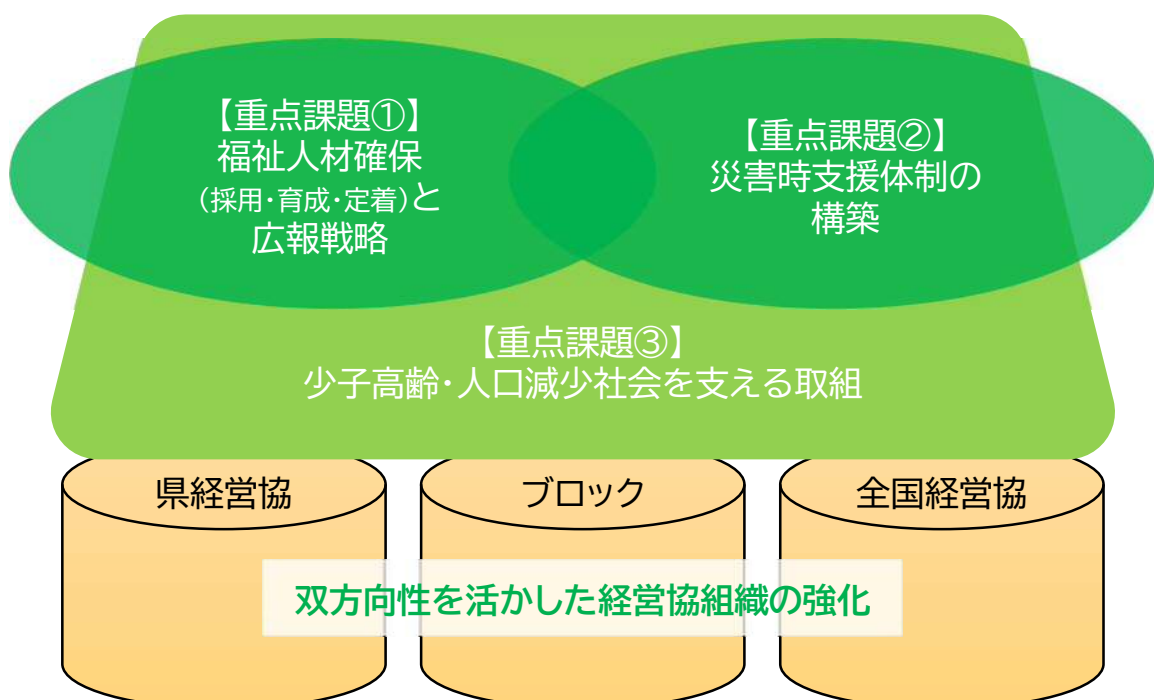 【重点課題①】
福祉人材確保
(採用・育成・定着)と
広報戦略
【重点課題②】
災害時支援体制の
構築
【重点課題③】
少子高齢・人口減少社会を支える取組
県経営協
ブロック
全国経営協
双方向性を活かした経営協組織の強化